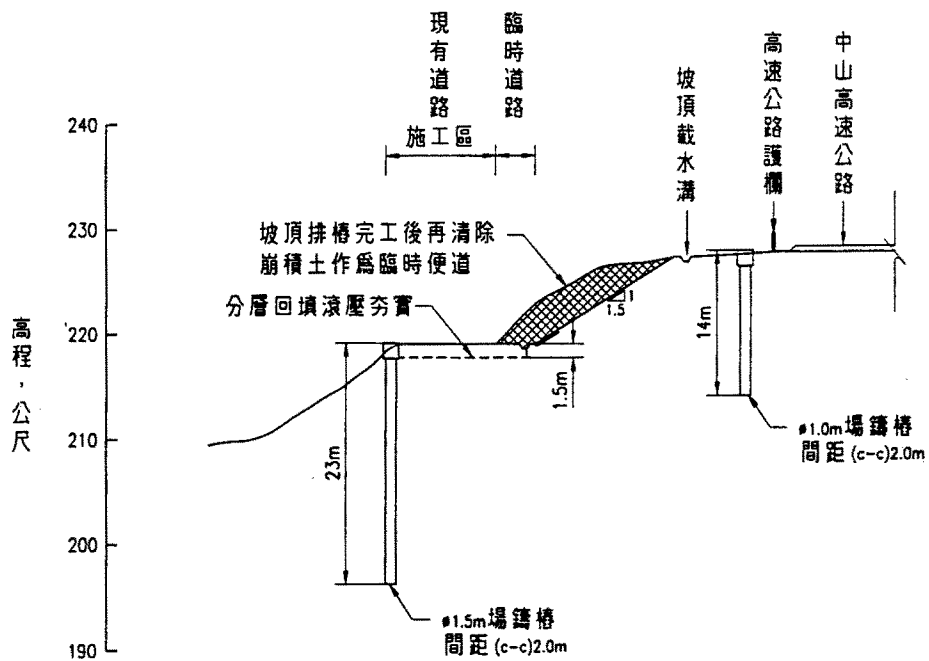 現有道路
臨時道路
施工區
坡頂截水溝
高速公路護欄
中山高速公路
240
230
220
210
200
190
高程，公尺
坡頂排樁完工後再清除
崩積土作爲臨時便道
分層回填滾壓夯實
1
1.5
1.5m
14m
23m
ø1.0m場鑄樁
間距(c-c)2.0m
ø1.5m場鑄樁
間距(c-c)2.0m